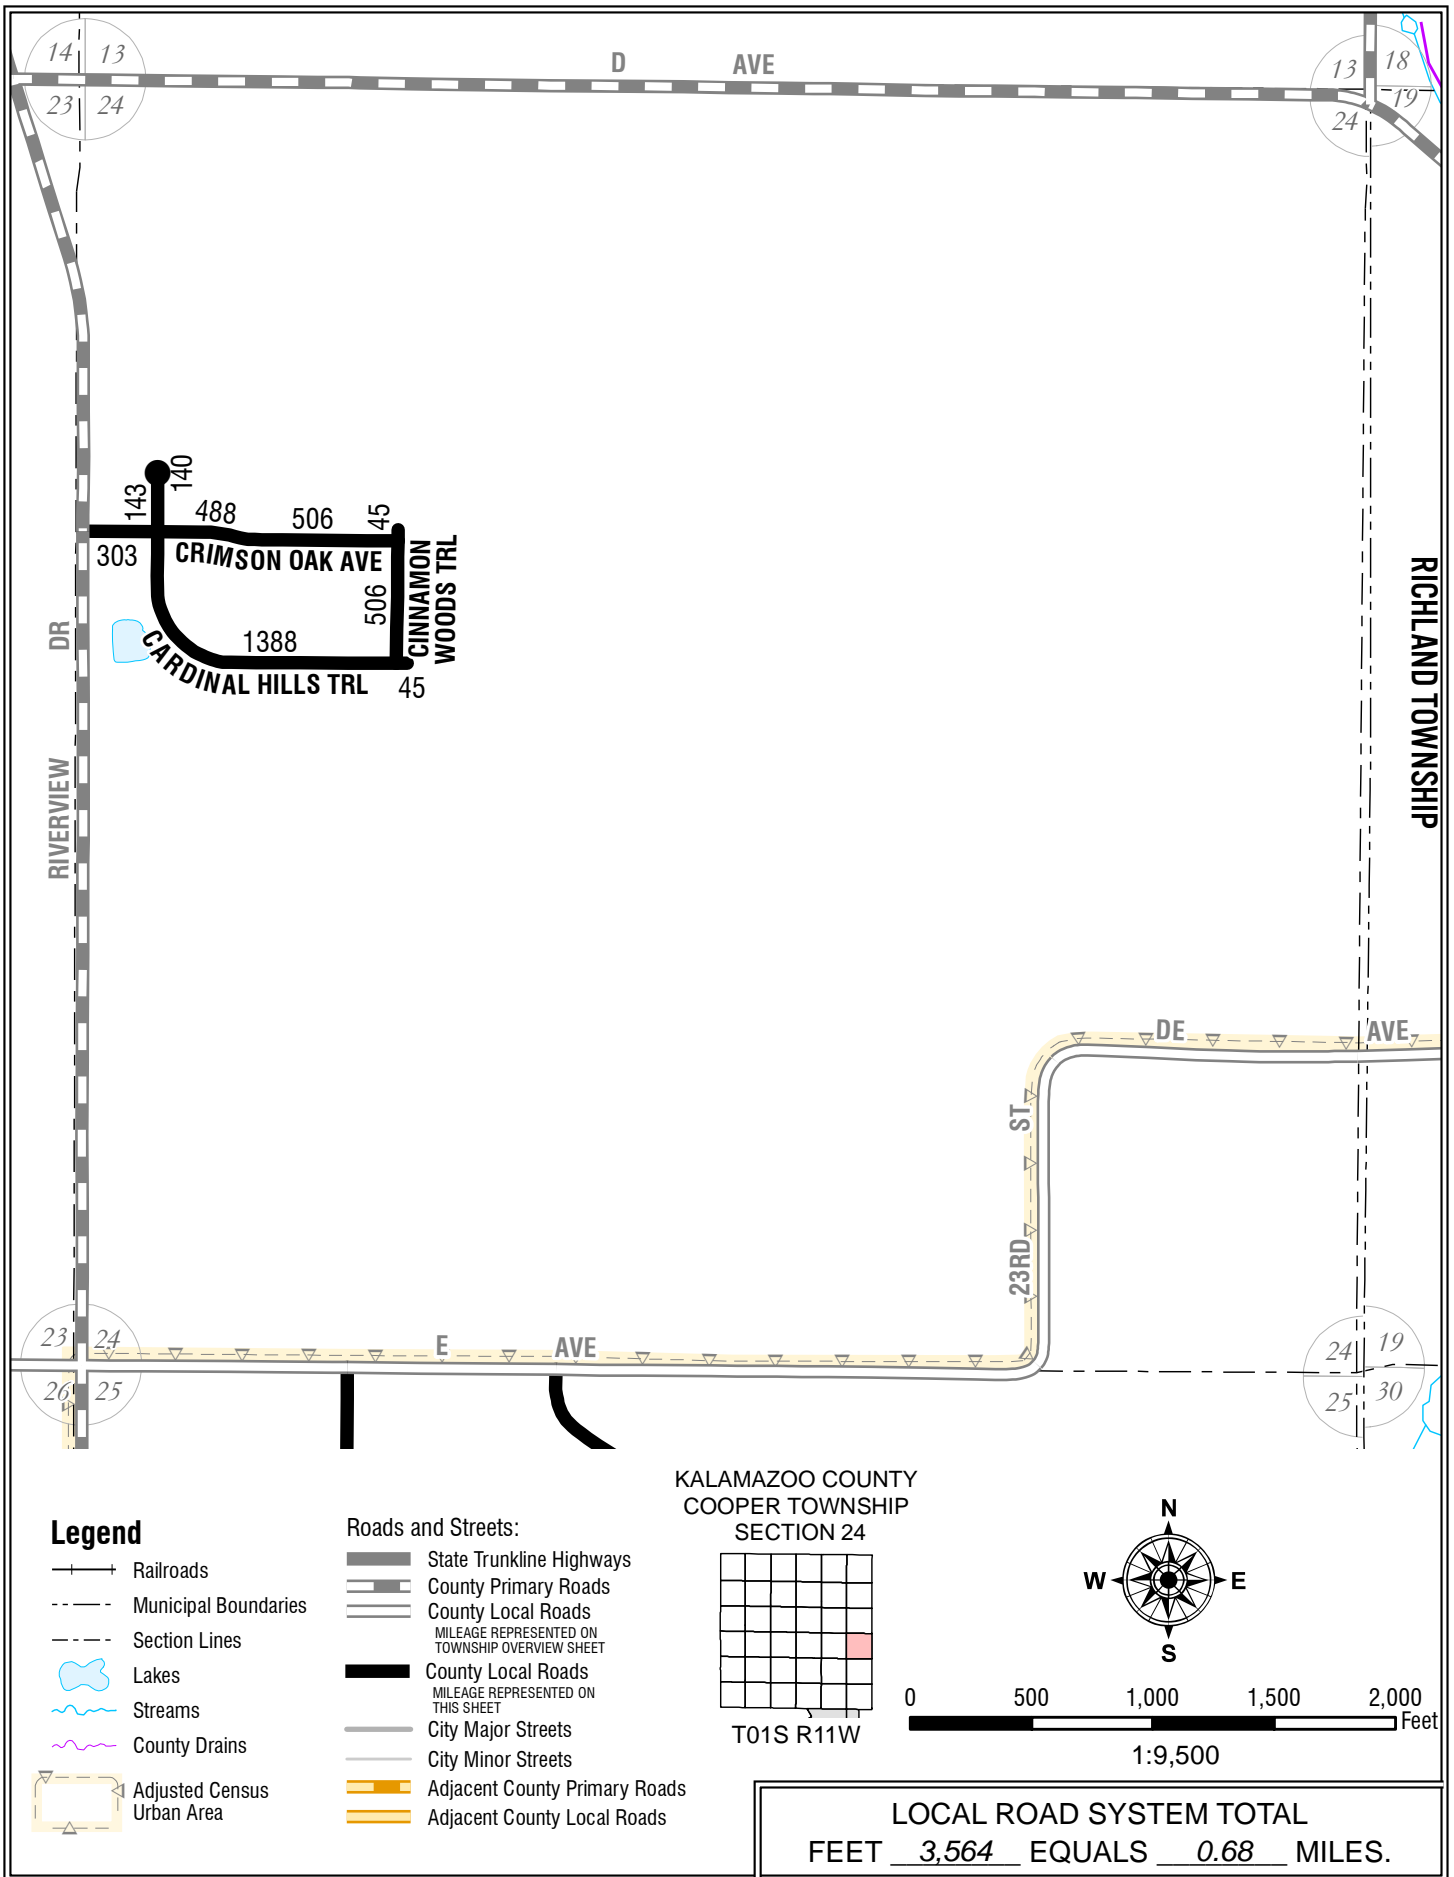 14 13
23 24
D AVE
13 18
24 19
140
143
488
506
45
303
CRIMSON OAK AVE
506
CINNAMON
WOODS TRL
1388
CARDINAL HILLS TRL
45
RIVERVIEW DR
RICHLAND TOWNSHIP
DE AVE
23RD ST
E AVE
23 24
26 25
24 19
25 30
Legend
Railroads
Municipal Boundaries
Section Lines
Lakes
Streams
County Drains
Adjusted Census
Urban Area
Roads and Streets:
State Trunkline Highways
County Primary Roads
County Local Roads
MILEAGE REPRESENTED ON
TOWNSHIP OVERVIEW SHEET
County Local Roads
MILEAGE REPRESENTED ON
THIS SHEET
City Major Streets
City Minor Streets
Adjacent County Primary Roads
Adjacent County Local Roads
KALAMAZOO COUNTY
COOPER TOWNSHIP
SECTION 24
T01S R11W
N
W E
S
0 500 1,000 1,500 2,000
Feet
1:9,500
LOCAL ROAD SYSTEM TOTAL
FEET 3,564 EQUALS 0.68 MILES.